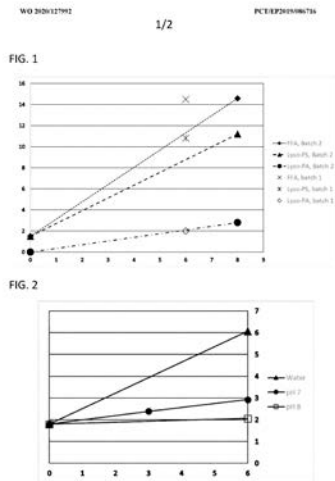 WO 2020/127992
PCT/EP2019/086716
1/2
FIG. 1
16
14
12
10
8
6
4
2
0
0 1 2 3 4 5 6 7 8 9
FFA, Batch 2
Lyso-PS, Batch 2
Lyso-PA, Batch 2
FFA, batch 1
Lyso-PS, batch 1
Lyso-PA, batch 1
FIG. 2
7
6
5
4
3
2
1
0
0 3 6
Water
pH 7
pH 8